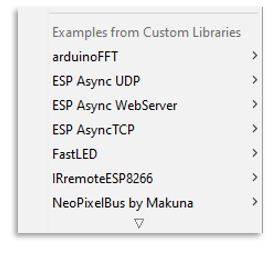 Examples from Custom Libraries
arduinoFFT
ESP Async UDP
ESP Async WebServer
ESP AsyncTCP
FastLED
IRremoteESP8266
NeoPixelBus by Makuna